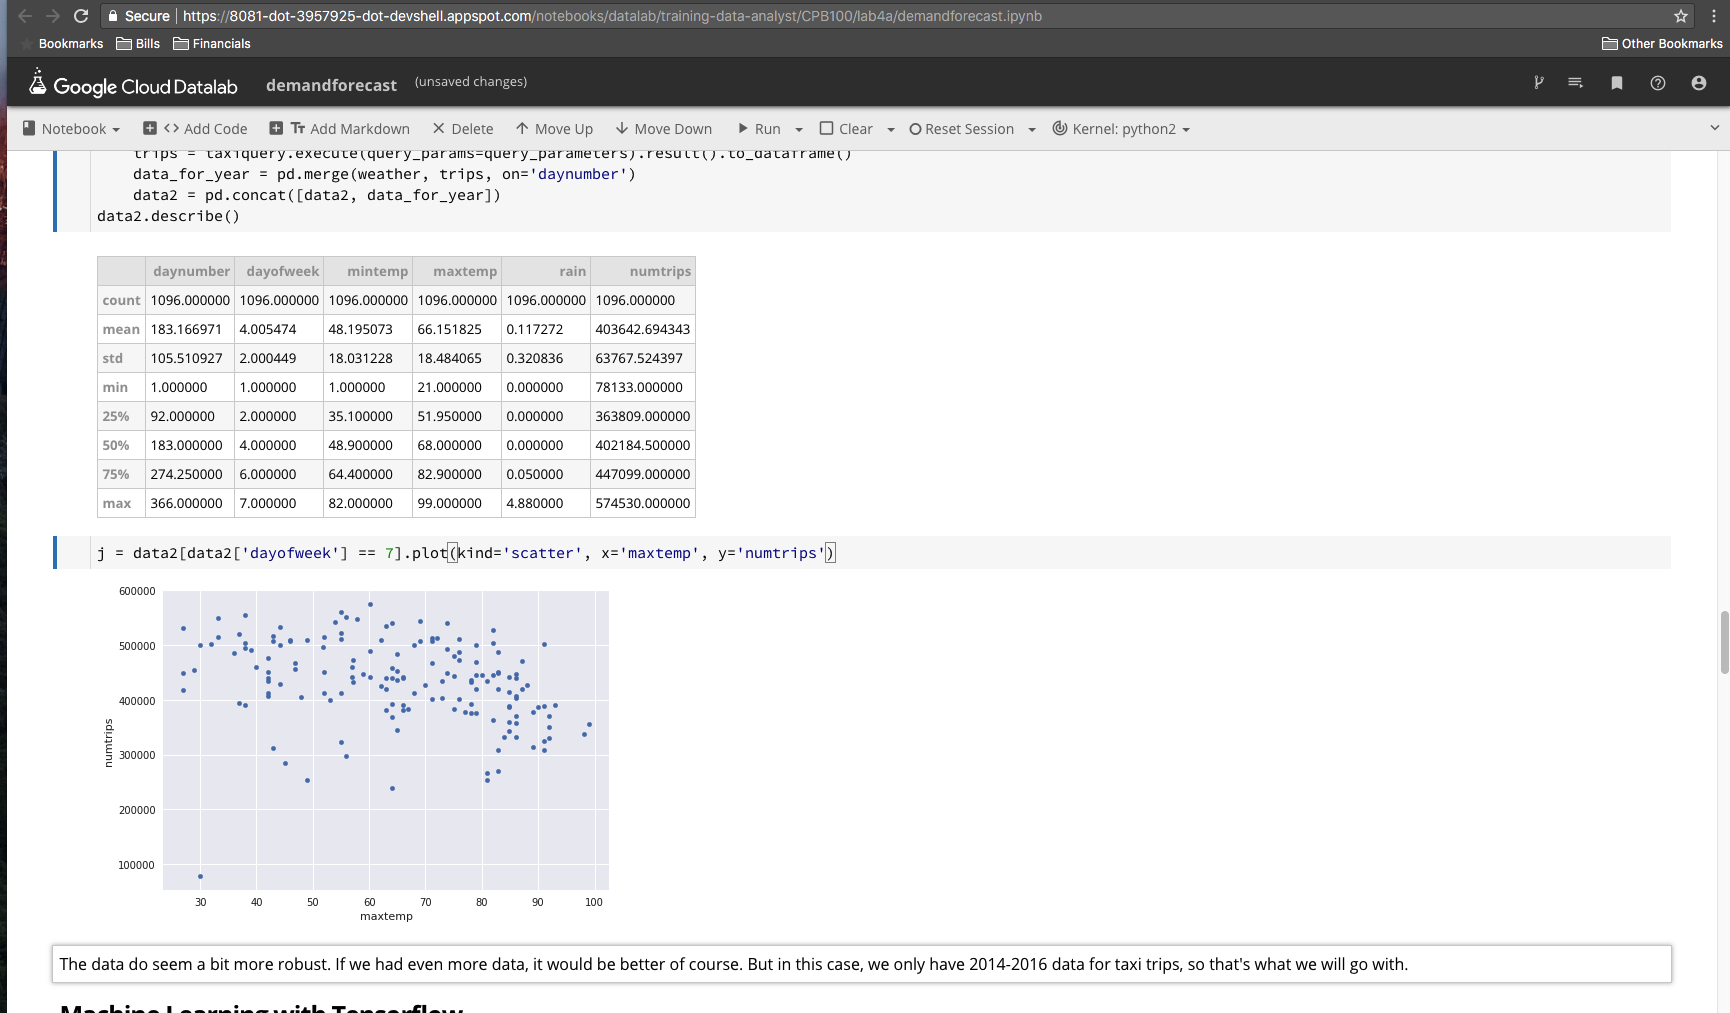 Secure | https://8081-dot-3957925-dot-devshell.appspot.com/notebooks/datalab/training-data-analyst/CPB100/lab4a/demandforecast.ipynb
Bookmarks Bills Financials Other Bookmarks
Google Cloud Datalab demandforecast (unsaved changes)
Notebook <> Add Code Tт Add Markdown Delete Move Up Move Down Run Clear Reset Session Kernel: python2
trips = taxiquery.execute(query_params=query_parameters).result().to_dataframe()
data_for_year = pd.merge(weather, trips, on='daynumber')
data2 = pd.concat([data2, data_for_year])
data2.describe()
daynumber dayofweek mintemp maxtemp rain numtrips
count 1096.000000 1096.000000 1096.000000 1096.000000 1096.000000 1096.000000
mean 183.166971 4.005474 48.195073 66.151825 0.117272 403642.694343
std 105.510927 2.000449 18.031228 18.484065 0.320836 63767.524397
min 1.000000 1.000000 1.000000 21.000000 0.000000 78133.000000
25% 92.000000 2.000000 35.100000 51.950000 0.000000 363809.000000
50% 183.000000 4.000000 48.900000 68.000000 0.000000 402184.500000
75% 274.250000 6.000000 64.400000 82.900000 0.050000 447099.000000
max 366.000000 7.000000 82.000000 99.000000 4.880000 574530.000000
j = data2[data2['dayofweek'] == 7].plot(kind='scatter', x='maxtemp', y='numtrips')
600000
500000
400000
300000
200000
100000
numtrips
30 40 50 60 70 80 90 100
maxtemp
The data do seem a bit more robust. If we had even more data, it would be better of course. But in this case, we only have 2014-2016 data for taxi trips, so that's what we will go with.
Machine Learning with Tensorflow